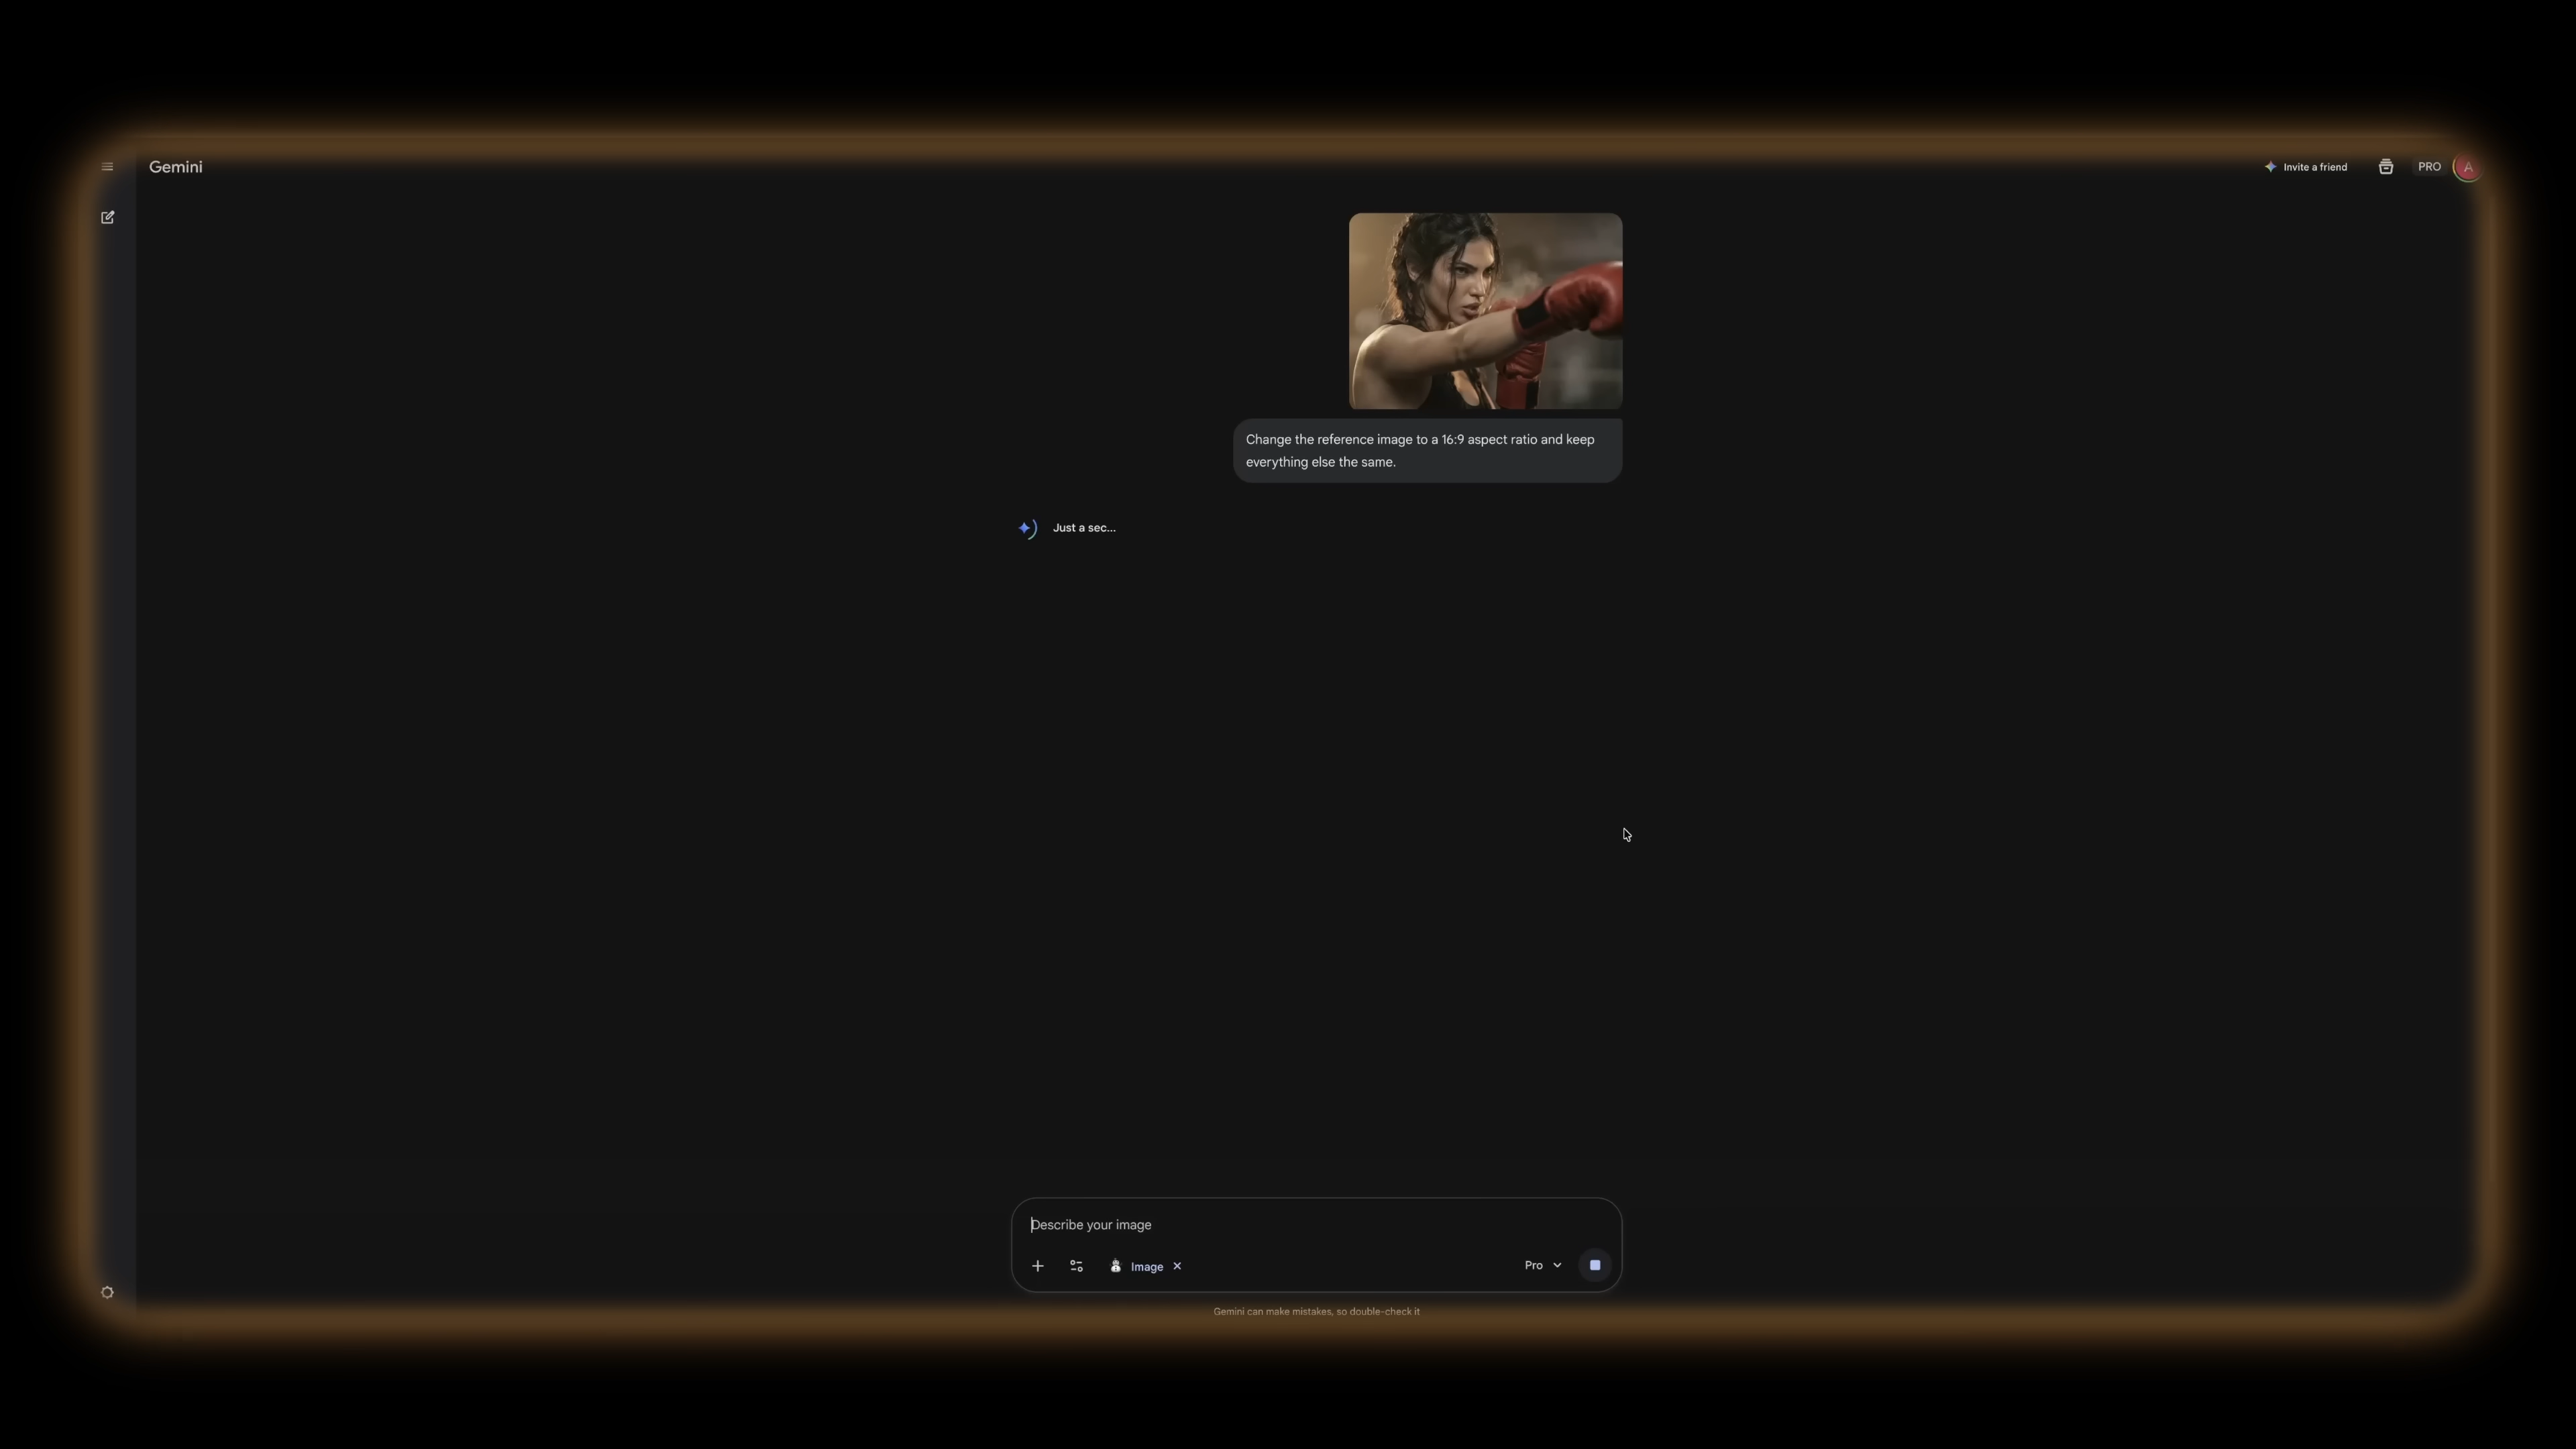 Gemini
Invite a friend
PRO
A
Change the reference image to a 16:9 aspect ratio and keep
everything else the same.
Just a sec...
Describe your image
Image
Pro
Gemini can make mistakes, so double-check it